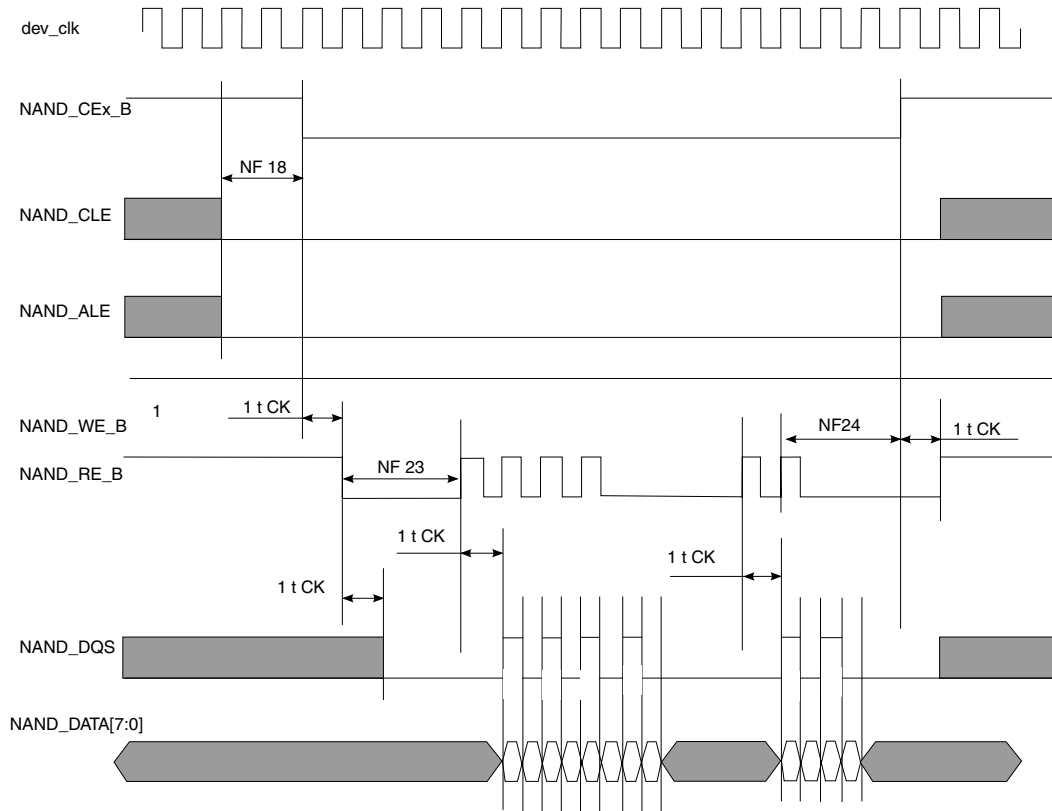 dev_clk
NAND_CEx_B
NF 18
NAND_CLE
NAND_ALE
1
1 t CK
NF24
1 t CK
NAND_WE_B
NF 23
NAND_RE_B
1 t CK
1 t CK
1 t CK
NAND_DQS
NAND_DATA[7:0]